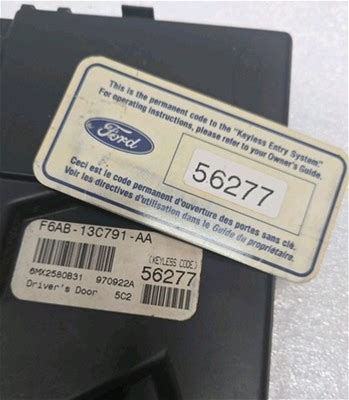 This is the permanent code to the "Keyless Entry System."
For operating instructions, please refer to your Owner's Guide.
Ford
56277
Ceci est le code permanent d'ouverture des portes sans clé.
Voir les directives d'utilisation dans le Guide du propriétaire.
F6AB-13C791-AA
(KEYLESS CODE)
6MX2580B31 970922A 56277
Driver's Door 5C2